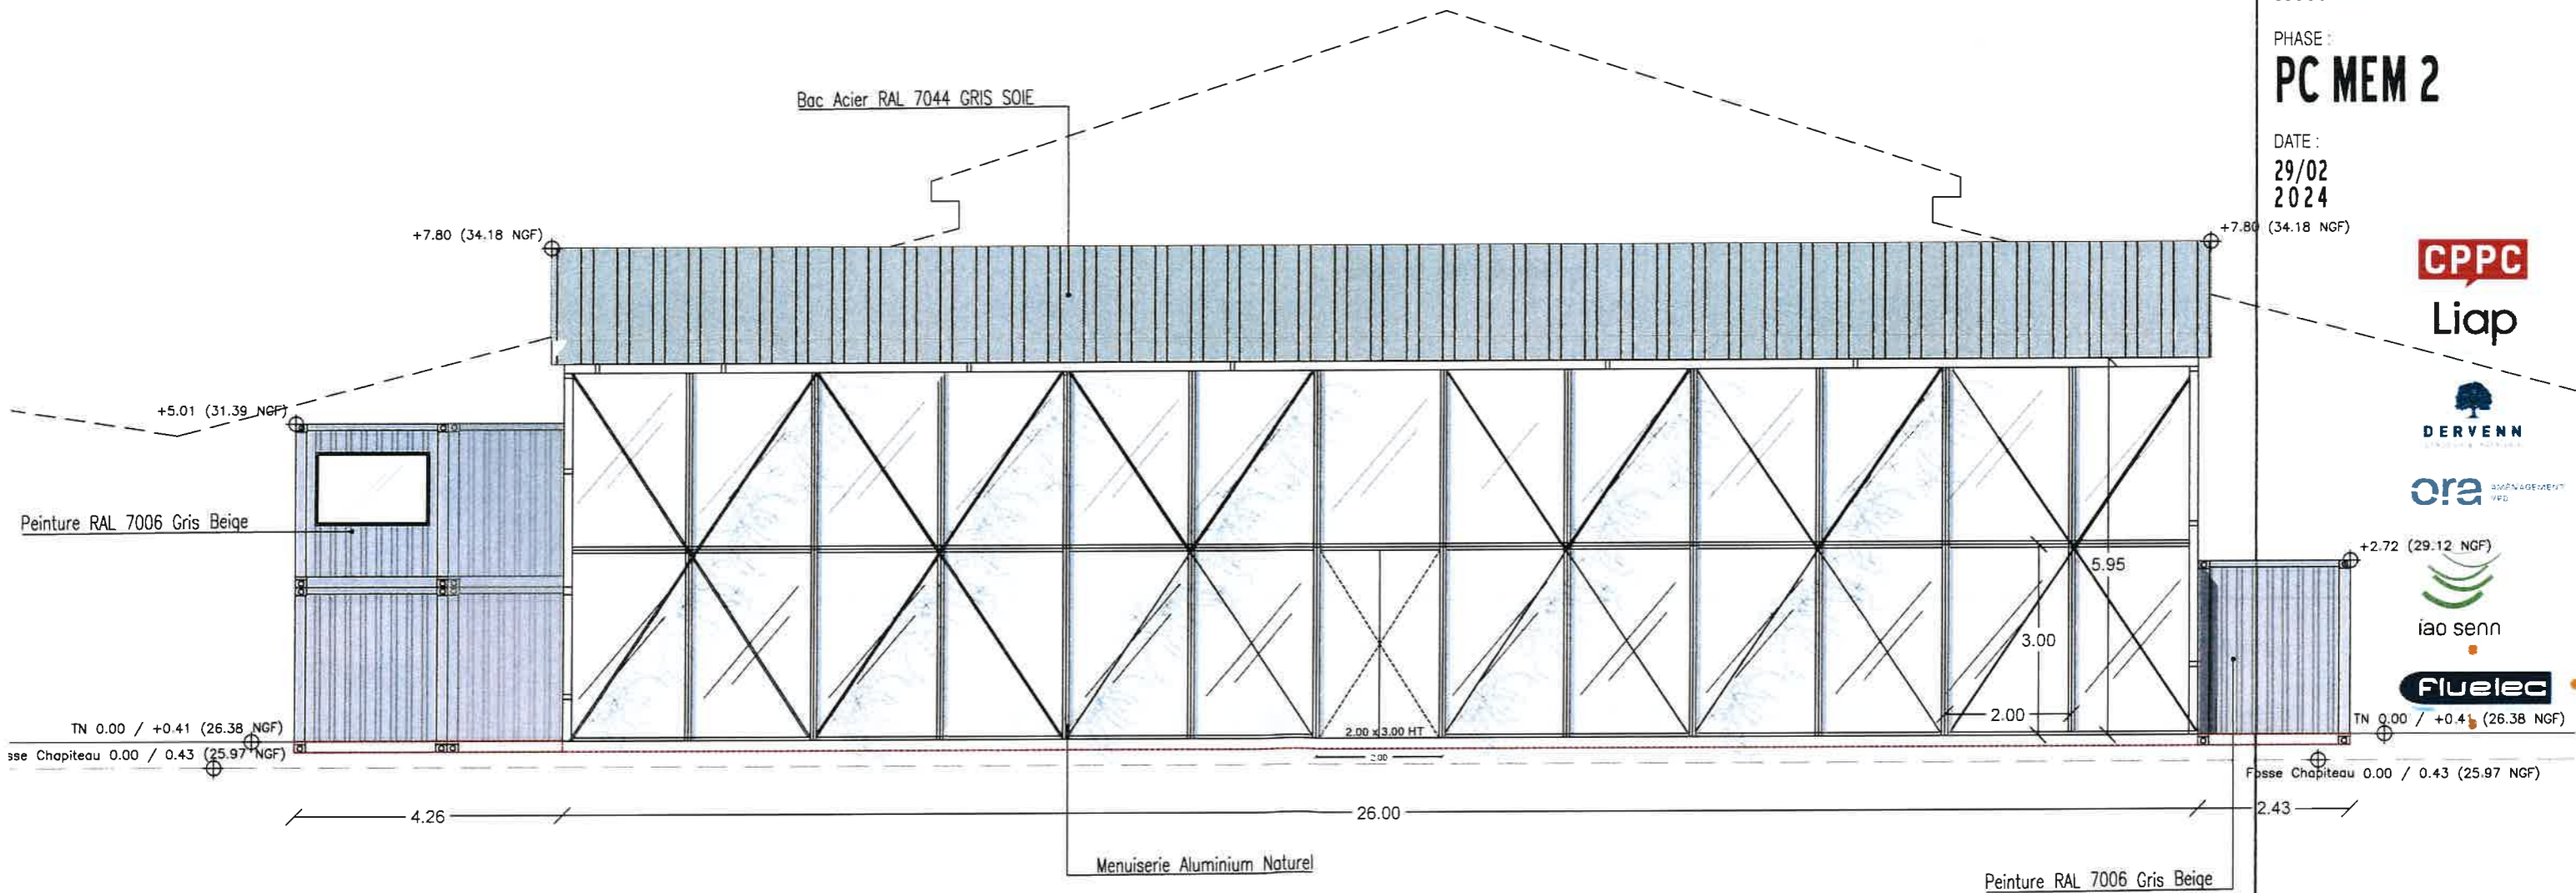 PHASE :
PC MEM 2
DATE :
29/02
2024
Bac Acier RAL 7044 GRIS SOIE
+7.80 (34.18 NGF)
+7.80 (34.18 NGF)
CPPC
Liap
+5.01 (31.39 NGF)
DERVENN
ora AMÉNAGEMENT
VRD
Peinture RAL 7006 Gris Beige
+2.72 (29.12 NGF)
5.95
3.00
iao senn
Fluelec
2.00
TN 0.00 / +0.41 (26.38 NGF)
2.00 x 3.00 HT
TN 0.00 / +0.41 (26.38 NGF)
sse Chapiteau 0.00 / 0.43 (25.97 NGF)
2.00
Fosse Chapiteau 0.00 / 0.43 (25.97 NGF)
4.26
26.00
2.43
Menuiserie Aluminium Naturel
Peinture RAL 7006 Gris Beige